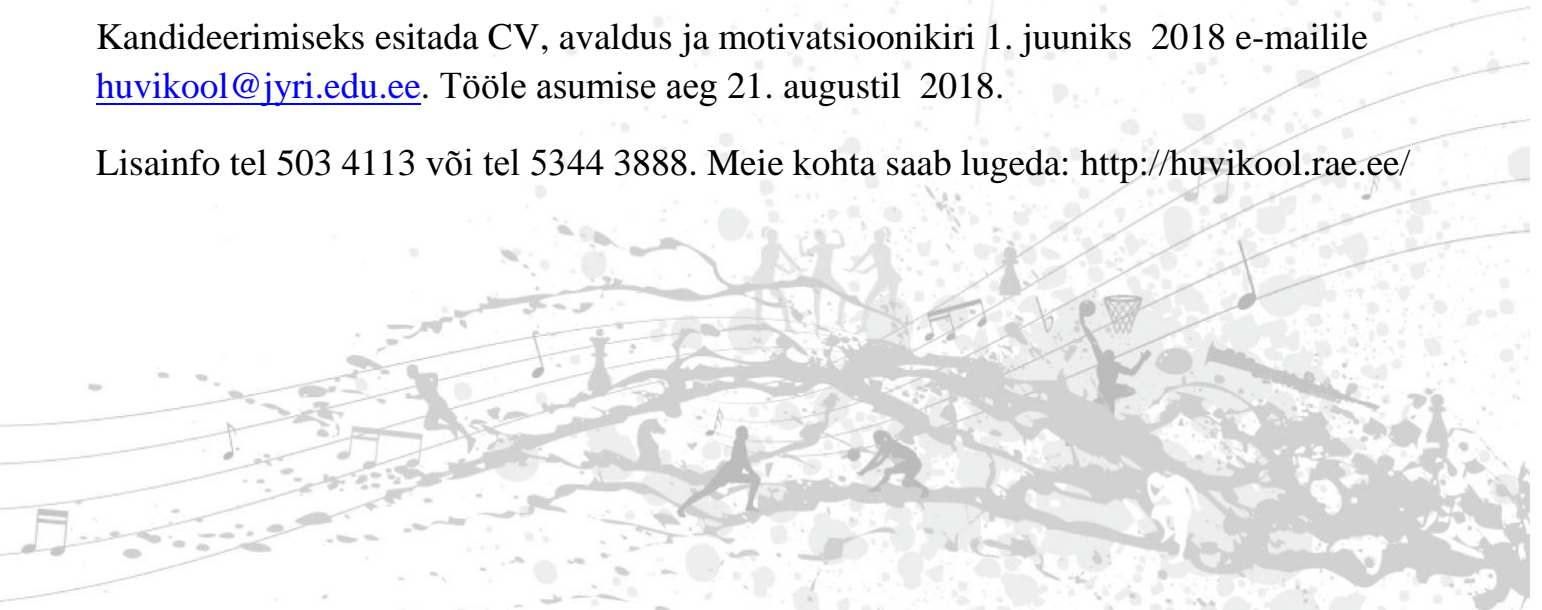 Kandideerimiseks esitada CV, avaldus ja motivatsioonikiri 1. juuniks  2018 e-mailile
huvikool@jyri.edu.ee. Tööle asumise aeg 21. augustil  2018.
Lisainfo tel 503 4113 või tel 5344 3888. Meie kohta saab lugeda: http://huvikool.rae.ee/